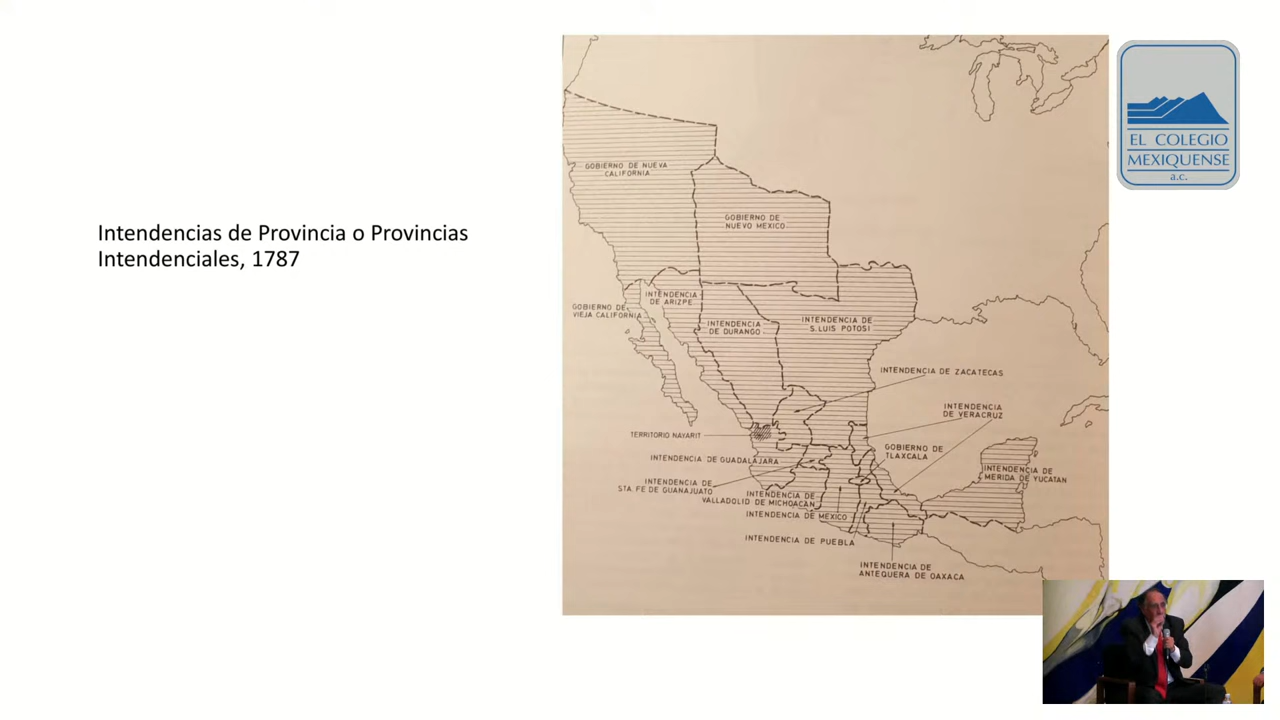 Intendencias de Provincia o Provincias
Intendenciales, 1787
GOBIERNO DE NUEVA
CALIFORNIA
GOBIERNO DE
NUEVO MEXICO
INTENDENCIA
DE ARIZPE
GOBIERNO DE
VIEJA CALIFORNIA
INTENDENCIA
DE DURANGO
INTENDENCIA DE
S. LUIS POTOSI
INTENDENCIA DE ZACATECAS
INTENDENCIA
DE VERACRUZ
TERRITORIO NAYARIT
GOBIERNO DE
TLAXCALA
INTENDENCIA DE GUADALAJARA
INTENDENCIA DE
MERIDA DE YUCATAN
INTENDENCIA DE
STA. FE DE GUANAJUATO
INTENDENCIA DE
VALLADOLID DE MICHOACAN
INTENDENCIA DE MEXICO
INTENDENCIA DE PUEBLA
INTENDENCIA DE
ANTEQUERA DE OAXACA
EL COLEGIO
MEXIQUENSE
a.c.